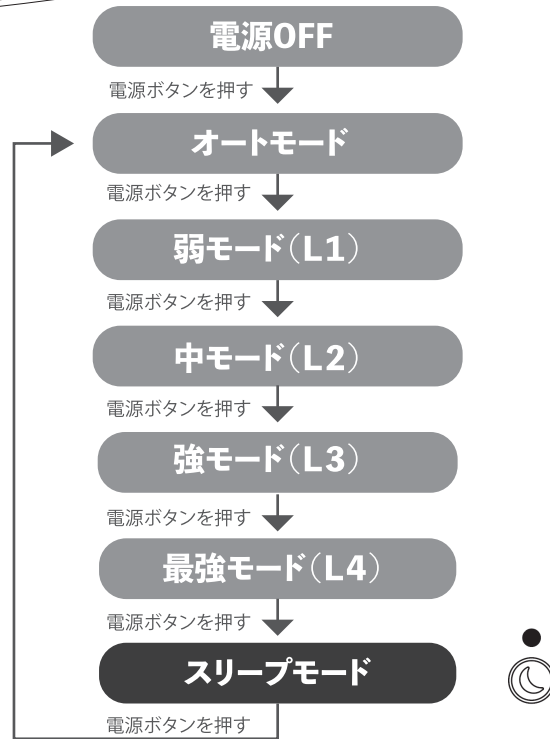 電源OFF
電源ボタンを押す
オートモード
電源ボタンを押す
弱モード（L1）
電源ボタンを押す
中モード（L2）
電源ボタンを押す
強モード（L3）
電源ボタンを押す
最強モード（L4）
電源ボタンを押す
スリープモード
電源ボタンを押す